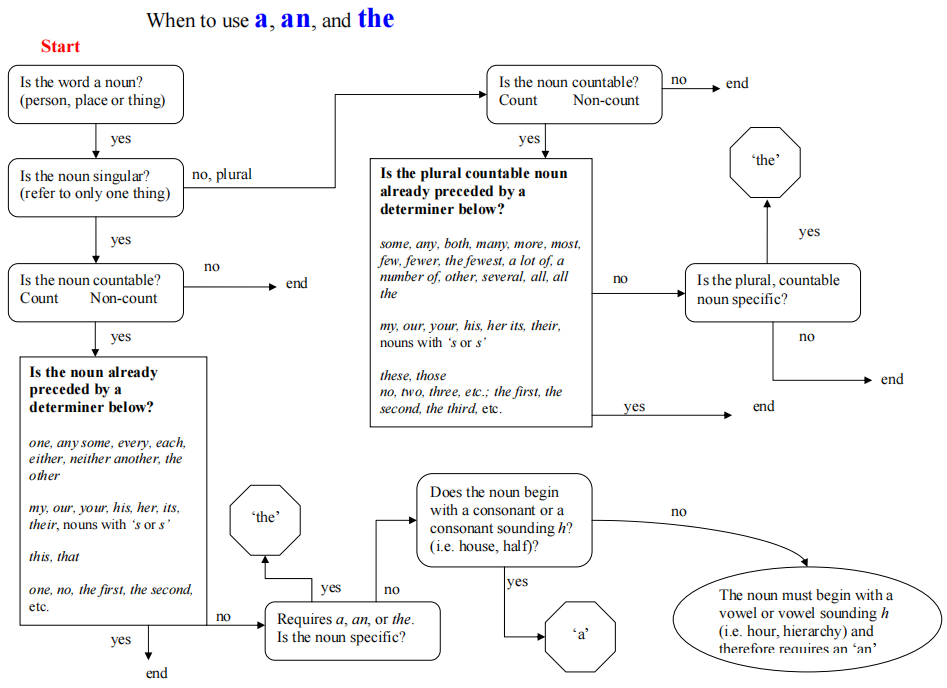 When to use a, an, and the
Start
Is the word a noun?
(person, place or thing)
yes
Is the noun singular?
(refer to only one thing)
no, plural
yes
Is the noun countable?
Count Non-count
no
end
yes
Is the noun already
preceded by a
determiner below?
one, any some, every, each,
either, neither another, the
other
my, our, your, his, her, its,
their, nouns with ‘s or s’
this, that
one, no, the first, the second,
etc.
yes
end
no
Requires a, an, or the.
Is the noun specific?
yes
‘the’
no
Does the noun begin
with a consonant or a
consonant sounding h?
(i.e. house, half)?
yes
‘a’
no
The noun must begin with a
vowel or vowel sounding h
(i.e. hour, hierarchy) and
therefore requires an ‘an’
Is the noun countable?
Count Non-count
no
end
yes
Is the plural countable noun
already preceded by a
determiner below?
some, any, both, many, more, most,
few, fewer, the fewest, a lot of, a
number of, other, several, all, all
the
my, our, your, his, her its, their,
nouns with ‘s or s’
these, those
no, two, three, etc.; the first, the
second, the third, etc.
yes
end
no
Is the plural, countable
noun specific?
yes
‘the’
no
end